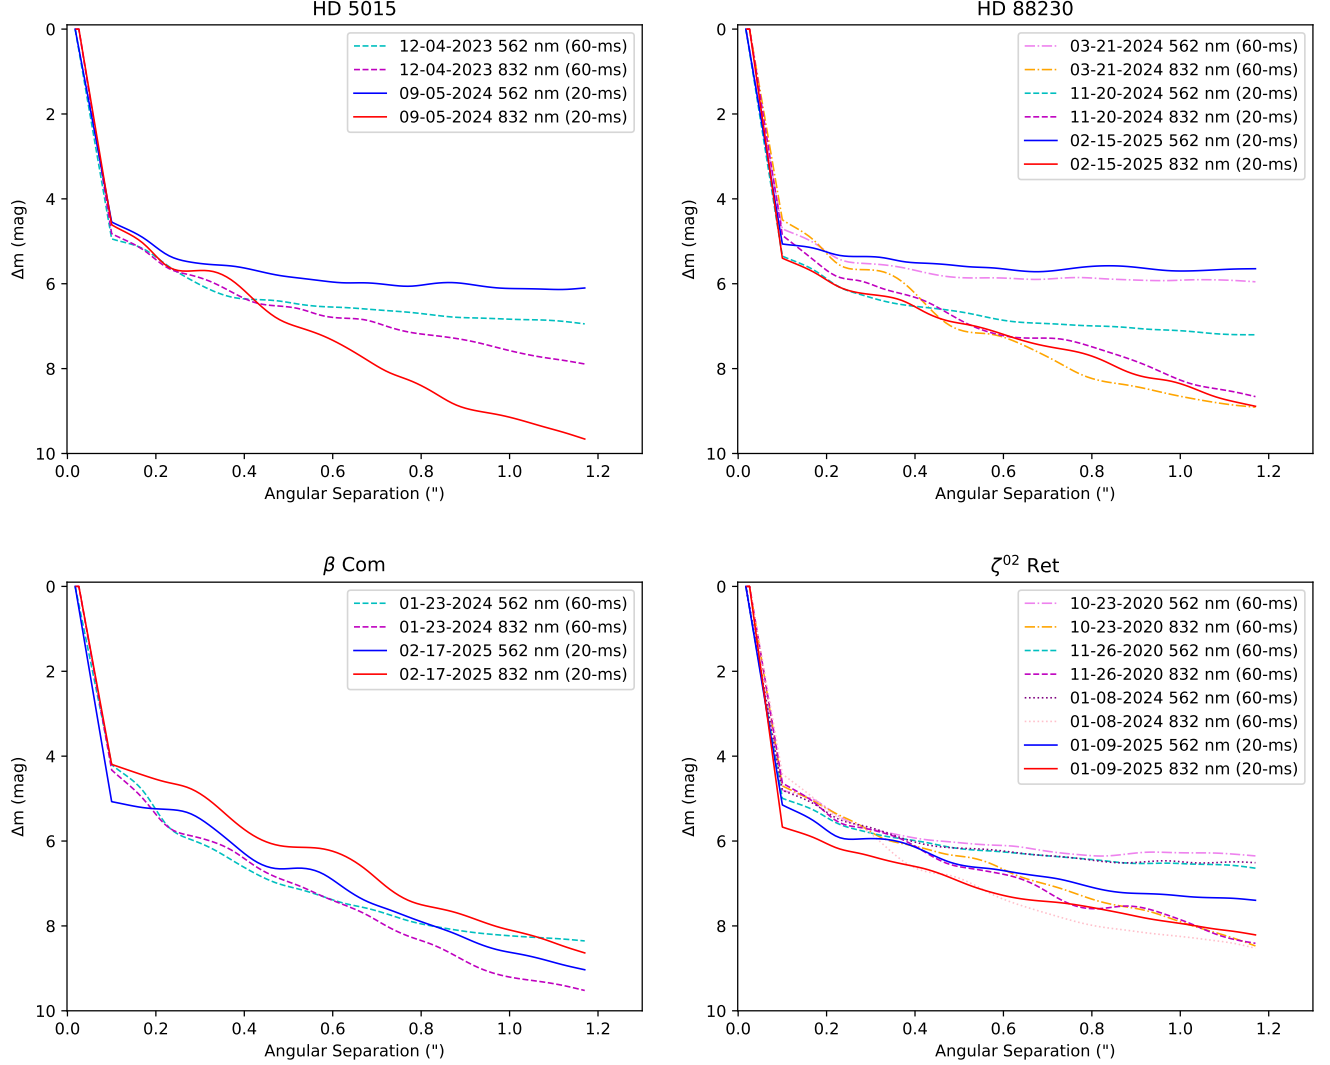 HD 5015
12-04-2023 562 nm (60-ms)
12-04-2023 832 nm (60-ms)
09-05-2024 562 nm (20-ms)
09-05-2024 832 nm (20-ms)
0
2
4
6
8
10
Δm (mag)
0.0 0.2 0.4 0.6 0.8 1.0 1.2
Angular Separation (")
HD 88230
03-21-2024 562 nm (60-ms)
03-21-2024 832 nm (60-ms)
11-20-2024 562 nm (20-ms)
11-20-2024 832 nm (20-ms)
02-15-2025 562 nm (20-ms)
02-15-2025 832 nm (20-ms)
0
2
4
6
8
10
Δm (mag)
0.0 0.2 0.4 0.6 0.8 1.0 1.2
Angular Separation (")
β Com
01-23-2024 562 nm (60-ms)
01-23-2024 832 nm (60-ms)
02-17-2025 562 nm (20-ms)
02-17-2025 832 nm (20-ms)
0
2
4
6
8
10
Δm (mag)
0.0 0.2 0.4 0.6 0.8 1.0 1.2
Angular Separation (")
ζ⁰² Ret
10-23-2020 562 nm (60-ms)
10-23-2020 832 nm (60-ms)
11-26-2020 562 nm (60-ms)
11-26-2020 832 nm (60-ms)
01-08-2024 562 nm (60-ms)
01-08-2024 832 nm (60-ms)
01-09-2025 562 nm (20-ms)
01-09-2025 832 nm (20-ms)
0
2
4
6
8
10
Δm (mag)
0.0 0.2 0.4 0.6 0.8 1.0 1.2
Angular Separation (")